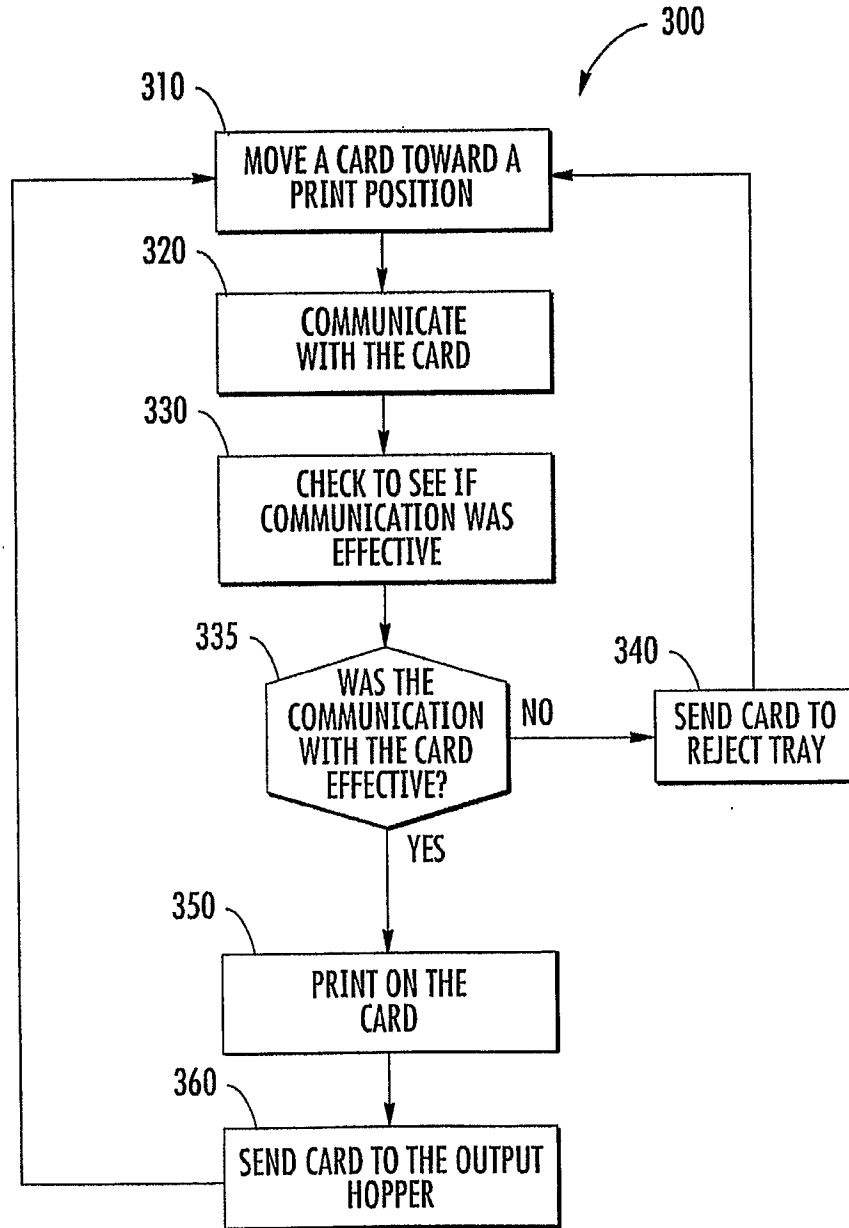 300
310
MOVE A CARD TOWARD A
PRINT POSITION
320
COMMUNICATE
WITH THE CARD
330
CHECK TO SEE IF
COMMUNICATION WAS
EFFECTIVE
335
WAS THE
COMMUNICATION
WITH THE CARD
EFFECTIVE?
NO
340
SEND CARD TO
REJECT TRAY
YES
350
PRINT ON THE
CARD
360
SEND CARD TO THE OUTPUT
HOPPER